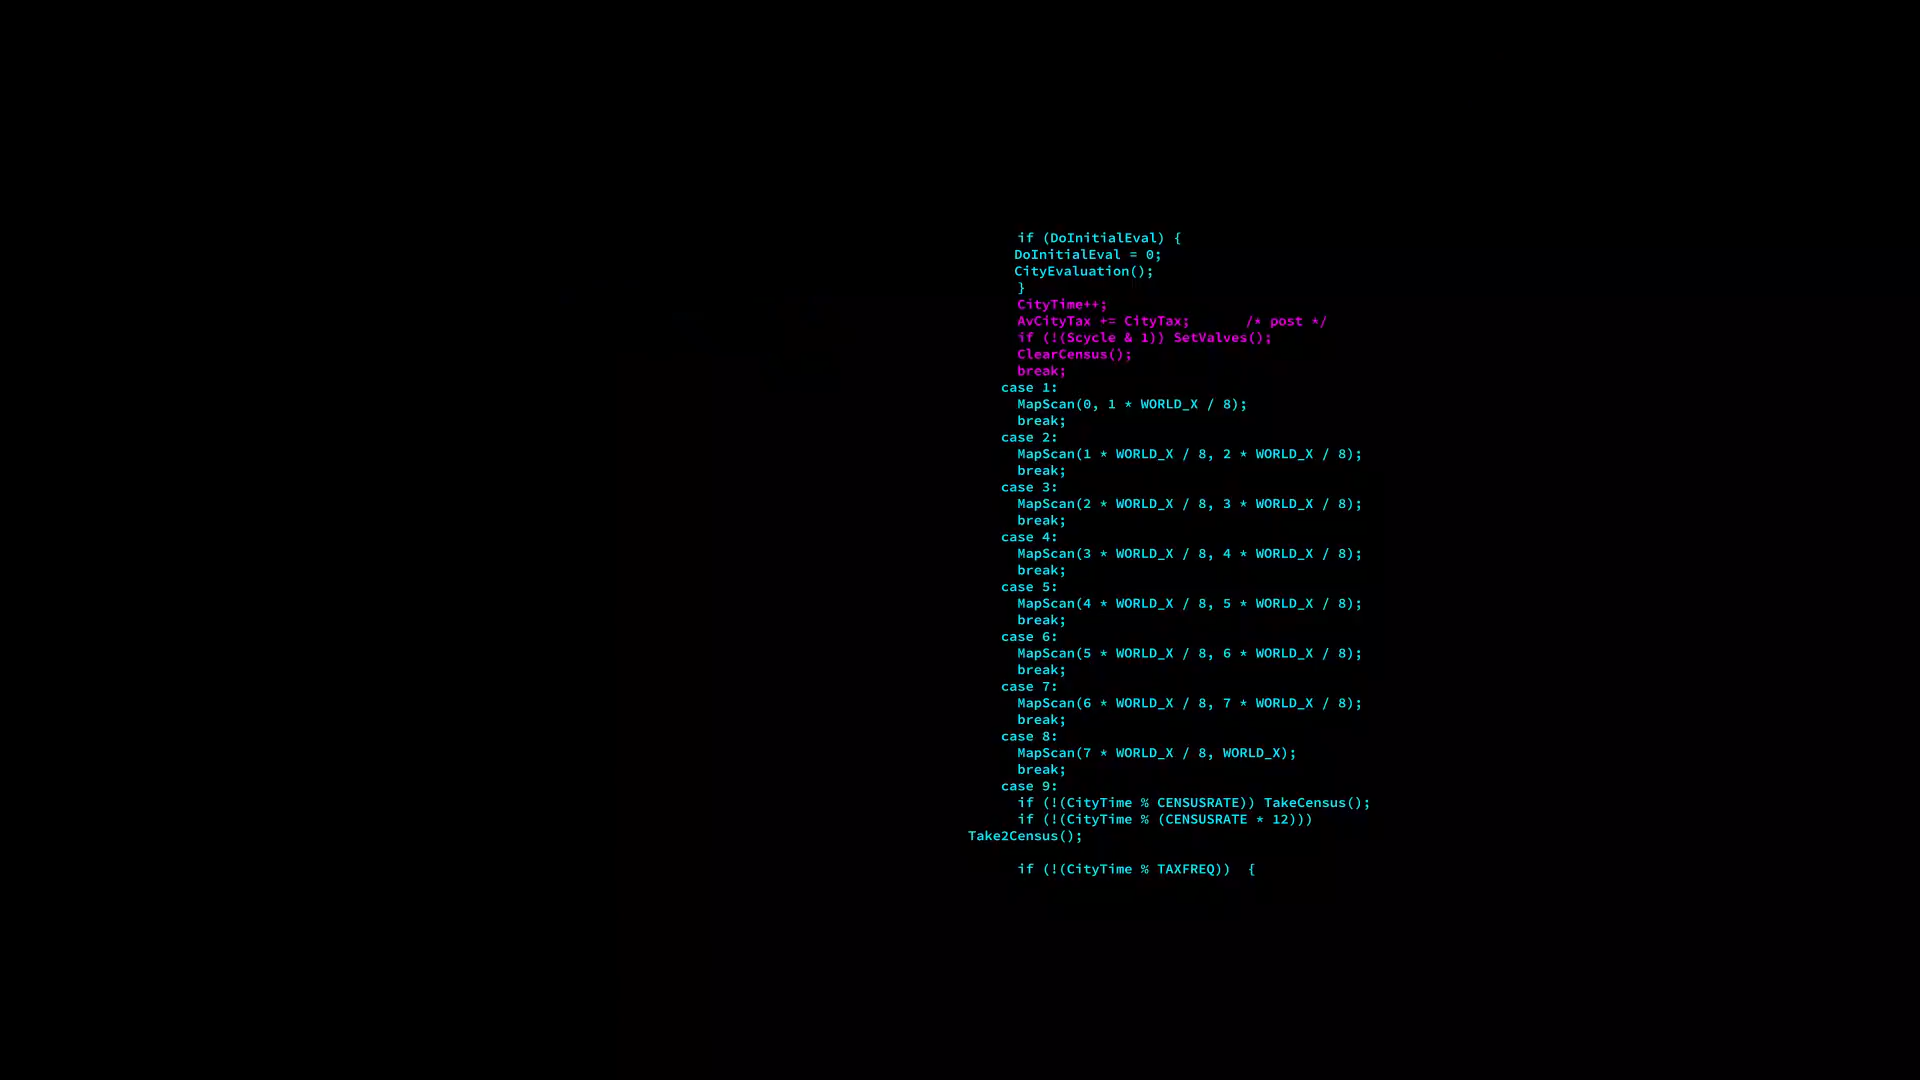 if (DoInitialEval) {
DoInitialEval = 0;
CityEvaluation();
}
CityTime++;
AvCityTax += CityTax;       /* post */
if (!(Scycle & 1)) SetValves();
ClearCensus();
break;
case 1:
MapScan(0, 1 * WORLD_X / 8);
break;
case 2:
MapScan(1 * WORLD_X / 8, 2 * WORLD_X / 8);
break;
case 3:
MapScan(2 * WORLD_X / 8, 3 * WORLD_X / 8);
break;
case 4:
MapScan(3 * WORLD_X / 8, 4 * WORLD_X / 8);
break;
case 5:
MapScan(4 * WORLD_X / 8, 5 * WORLD_X / 8);
break;
case 6:
MapScan(5 * WORLD_X / 8, 6 * WORLD_X / 8);
break;
case 7:
MapScan(6 * WORLD_X / 8, 7 * WORLD_X / 8);
break;
case 8:
MapScan(7 * WORLD_X / 8, WORLD_X);
break;
case 9:
if (!(CityTime % CENSUSRATE)) TakeCensus();
if (!(CityTime % (CENSUSRATE * 12)))
Take2Census();
if (!(CityTime % TAXFREQ))  {